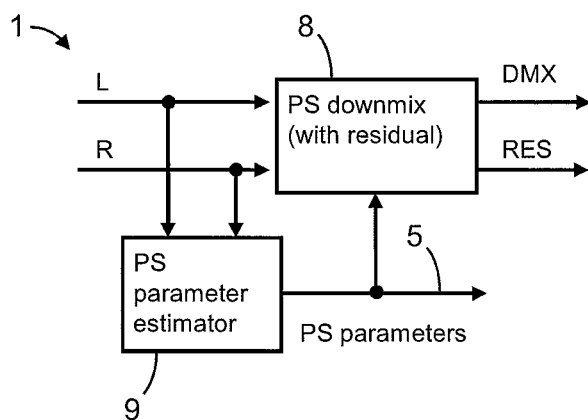 1
8
L
DMX
PS downmix
(with residual)
R
RES
5
PS
parameter
estimator
PS parameters
9